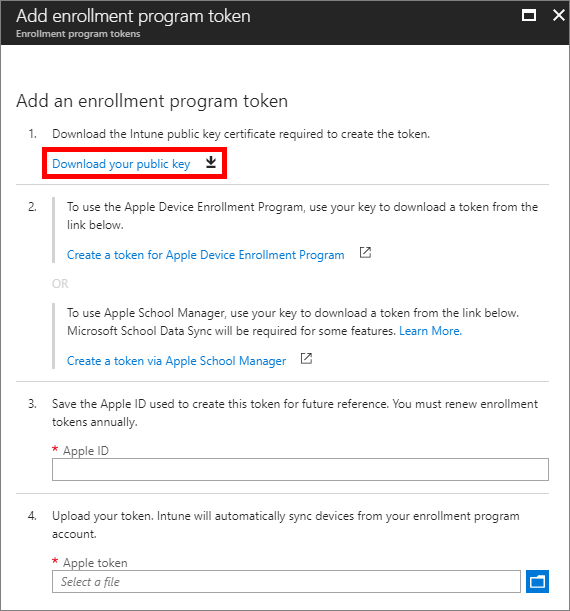 Add enrollment program token
Enrollment program tokens
Add an enrollment program token
1. Download the Intune public key certificate required to create the token.
Download your public key
2. To use the Apple Device Enrollment Program, use your key to download a token from the
link below.
Create a token for Apple Device Enrollment Program
OR
To use Apple School Manager, use your key to download a token from the link below.
Microsoft School Data Sync will be required for some features. Learn More.
Create a token via Apple School Manager
3. Save the Apple ID used to create this token for future reference. You must renew enrollment
tokens annually.
* Apple ID
4. Upload your token. Intune will automatically sync devices from your enrollment program
account.
* Apple token
Select a file